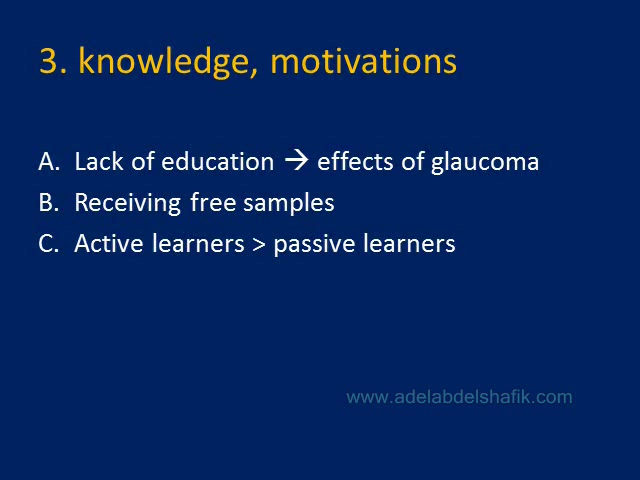 3. knowledge, motivations
A. Lack of education → effects of glaucoma
B. Receiving free samples
C. Active learners > passive learners
www.adelabdelshafik.com